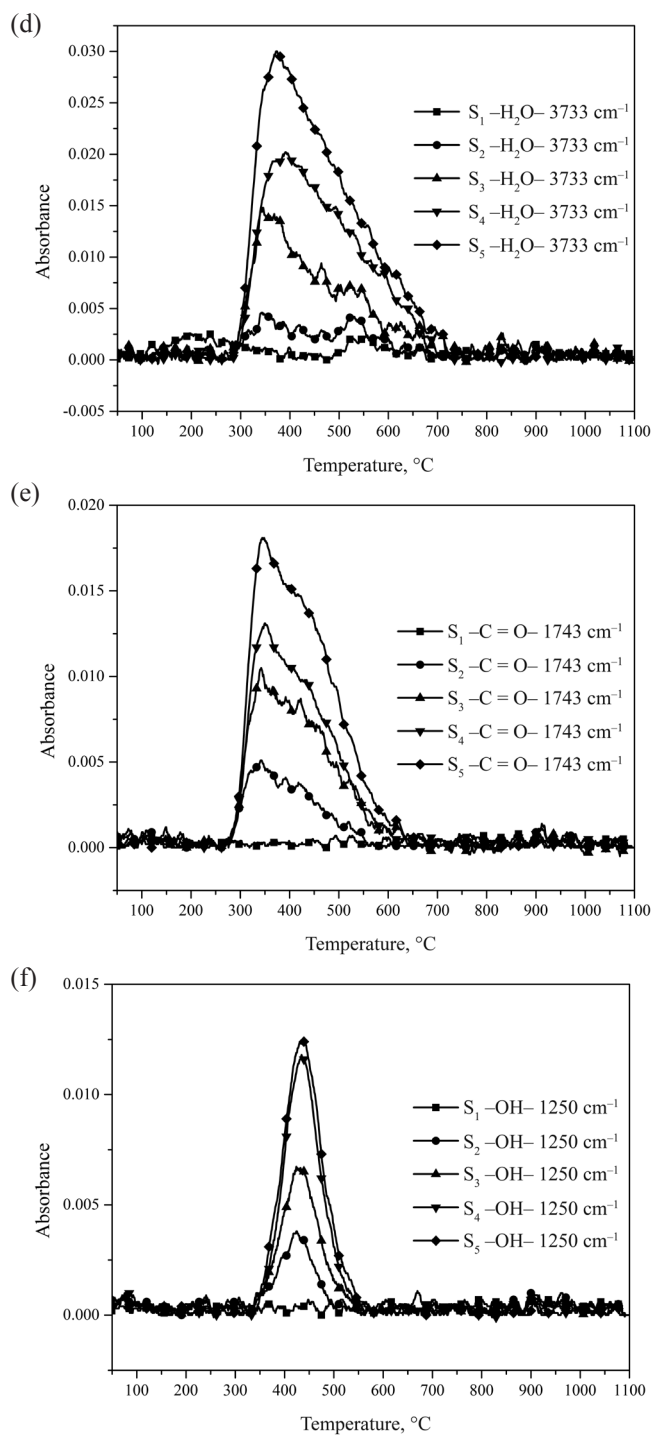 (d)
0.030
0.025
0.020
0.015
0.010
0.005
0.000
-0.005
Absorbance
S₁ –H₂O– 3733 cm⁻¹
S₂ –H₂O– 3733 cm⁻¹
S₃ –H₂O– 3733 cm⁻¹
S₄ –H₂O– 3733 cm⁻¹
S₅ –H₂O– 3733 cm⁻¹
100 200 300 400 500 600 700 800 900 1000 1100
Temperature, °C
(e)
0.020
0.015
0.010
0.005
0.000
Absorbance
S₁ –C = O– 1743 cm⁻¹
S₂ –C = O– 1743 cm⁻¹
S₃ –C = O– 1743 cm⁻¹
S₄ –C = O– 1743 cm⁻¹
S₅ –C = O– 1743 cm⁻¹
100 200 300 400 500 600 700 800 900 1000 1100
Temperature, °C
(f)
0.015
0.010
0.005
0.000
Absorbance
S₁ –OH– 1250 cm⁻¹
S₂ –OH– 1250 cm⁻¹
S₃ –OH– 1250 cm⁻¹
S₄ –OH– 1250 cm⁻¹
S₅ –OH– 1250 cm⁻¹
100 200 300 400 500 600 700 800 900 1000 1100
Temperature, °C